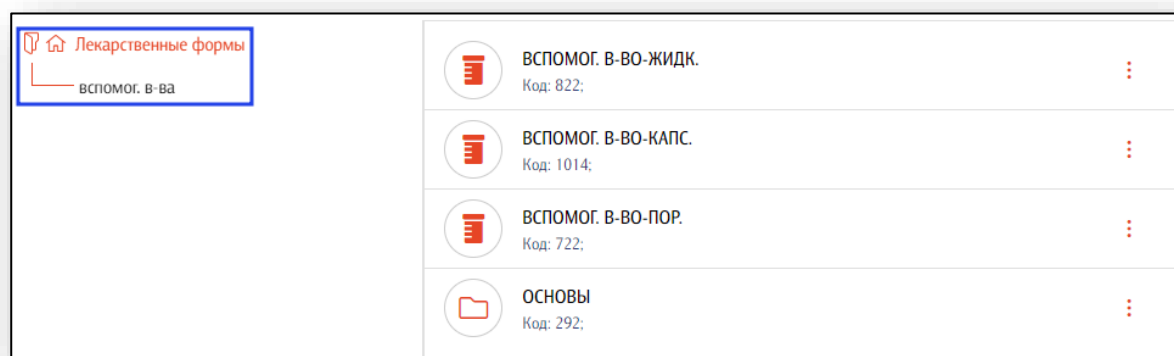 Лекарственные формы
вспомог. в-ва
ВСПОМОГ. В-ВО-ЖИДК.
Код: 822;
ВСПОМОГ. В-ВО-КАПС.
Код: 1014;
ВСПОМОГ. В-ВО-ПОР.
Код: 722;
ОСНОВЫ
Код: 292;